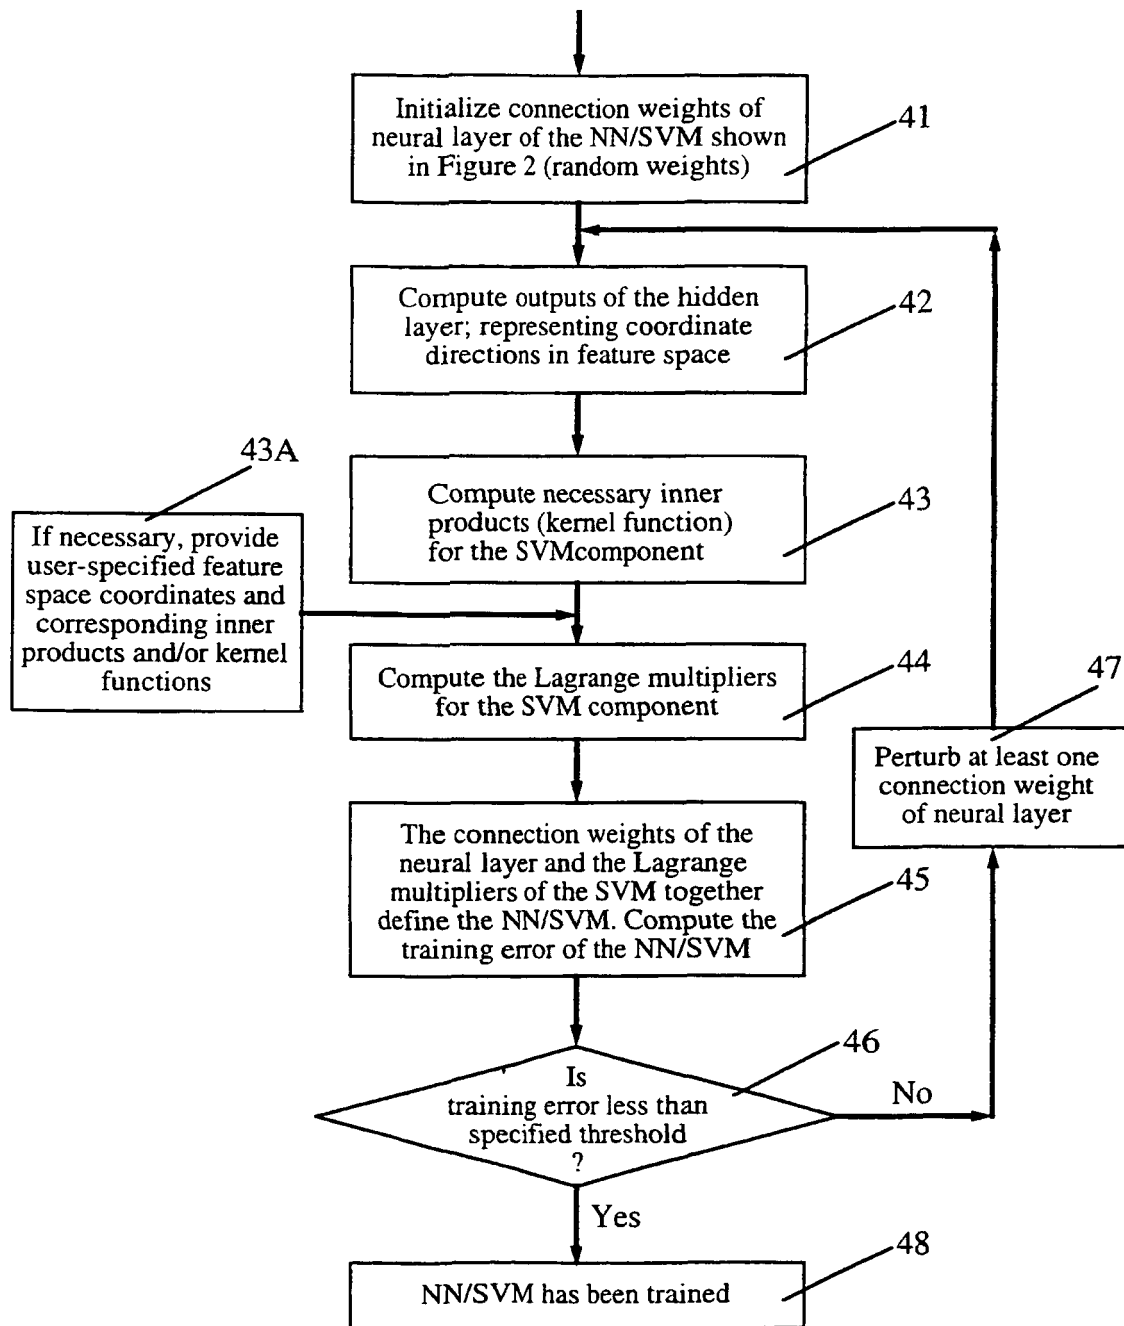 Initialize connection weights of
neural layer of the NN/SVM shown
in Figure 2 (random weights)
41
Compute outputs of the hidden
layer; representing coordinate
directions in feature space
42
43A
If necessary, provide
user-specified feature
space coordinates and
corresponding inner
products and/or kernel
functions
Compute necessary inner
products (kernel function)
for the SVMcomponent
43
Compute the Lagrange multipliers
for the SVM component
44
47
Perturb at least one
connection weight
of neural layer
The connection weights of the
neural layer and the Lagrange
multipliers of the SVM together
define the NN/SVM. Compute the
training error of the NN/SVM
45
Is
training error less than
specified threshold
?
46
No
Yes
NN/SVM has been trained
48